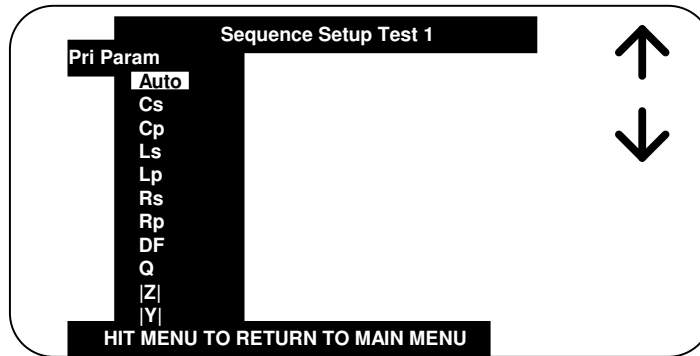 Sequence Setup Test 1
Pri Param
Auto
Cs
Cp
Ls
Lp
Rs
Rp
DF
Q
|Z|
|Y|
HIT MENU TO RETURN TO MAIN MENU